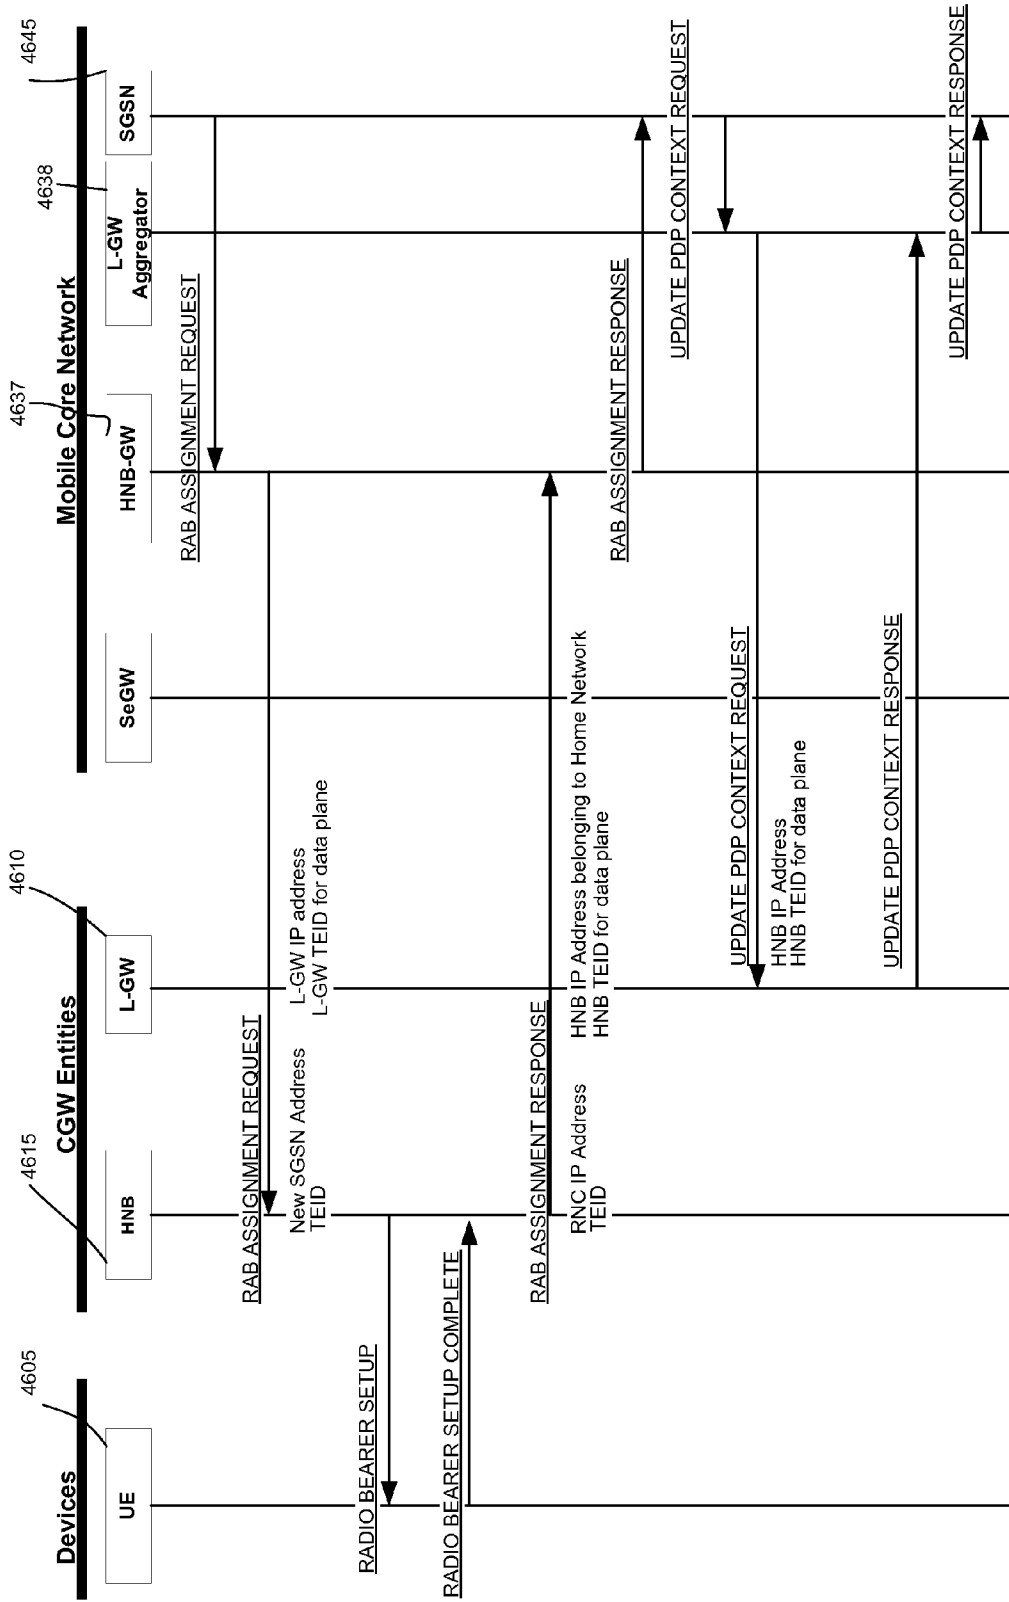 Devices
CGW Entities
Mobile Core Network
4605
4615
4610
4637
4638
4645
UE
HNB
L-GW
SeGW
HNB-GW
L-GW
Aggregator
SGSN
RAB ASSIGNMENT REQUEST
RAB ASSIGNMENT REQUEST
New SGSN Address
TEID
L-GW IP address
L-GW TEID for data plane
RADIO BEARER SETUP
RADIO BEARER SETUP COMPLETE
RAB ASSIGNMENT RESPONSE
RNC IP Address
TEID
HNB IP Address belonging to Home Network
HNB TEID for data plane
RAB ASSIGNMENT RESPONSE
UPDATE PDP CONTEXT REQUEST
UPDATE PDP CONTEXT REQUEST
HNB IP Address
HNB TEID for data plane
UPDATE PDP CONTEXT RESPONSE
UPDATE PDP CONTEXT RESPONSE